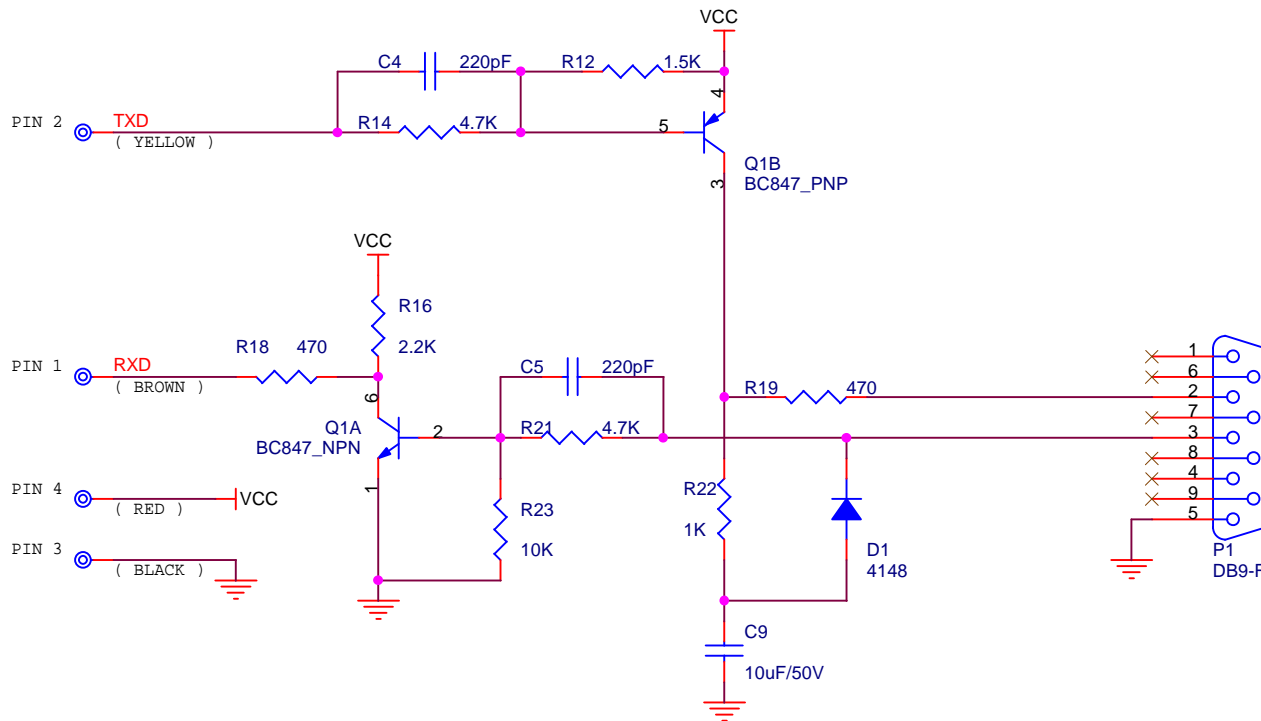 VCC
C4 220pF R12 1.5K
4
PIN 2 TXD R14 4.7K 5
( YELLOW )
Q1B
3 BC847_PNP
VCC
R16
R18 470 2.2K
PIN 1 RXD C5 220pF 1
( BROWN ) R19 470 6
6 2
Q1A R21 4.7K 7
BC847_NPN 2 3
8
PIN 4 1 R22 4
( RED ) VCC R23 1K 9
PIN 3 10K D1 5
( BLACK ) 4148 P1
DB9-F
C9
10uF/50V